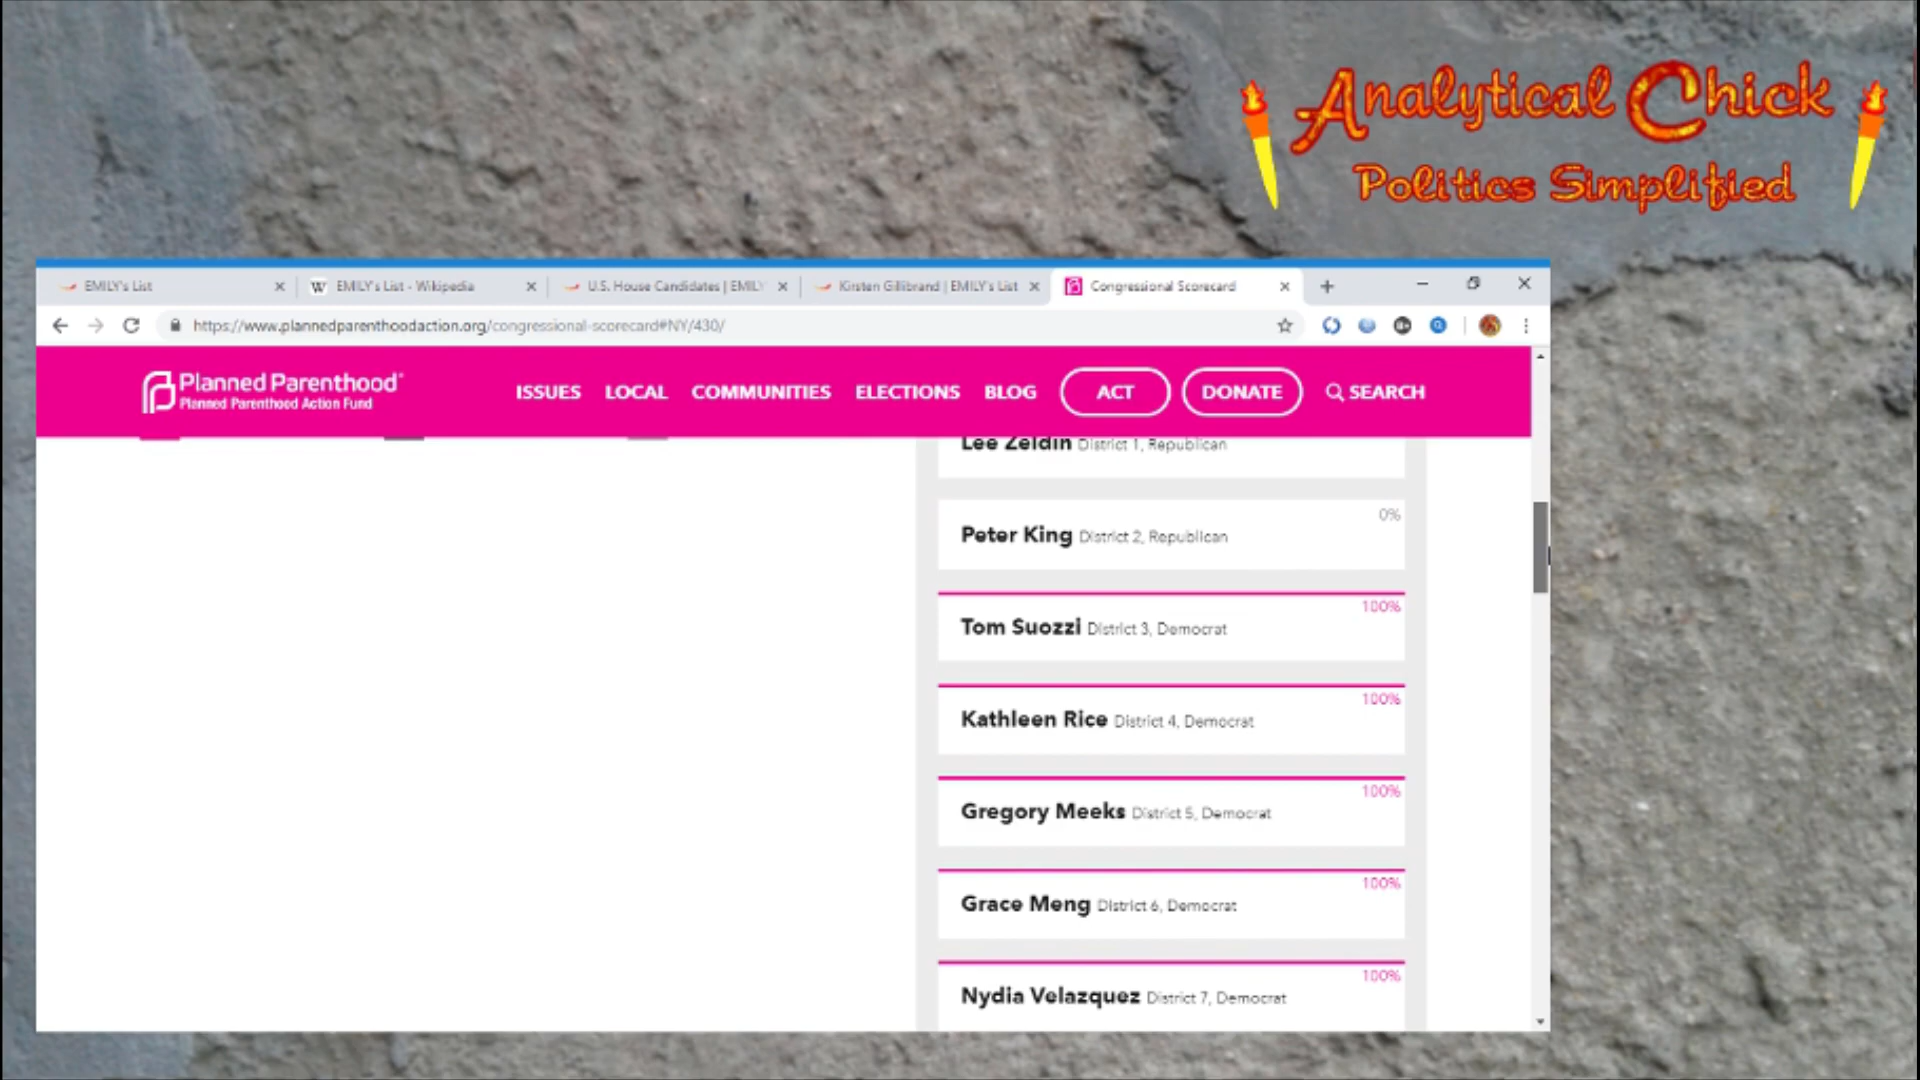 Analytical Chick
Politics Simplified
EMILY's List
W EMILY's List - Wikipedia
U.S. House Candidates | EMILY
Kirsten Gillibrand | EMILY's List
Congressional Scorecard
https://www.plannedparenthoodaction.org/congressional-scorecard#NY/430/
Planned Parenthood
Planned Parenthood Action Fund
ISSUES LOCAL COMMUNITIES ELECTIONS BLOG ACT DONATE SEARCH
Lee Zeldin District 1, Republican
0%
Peter King District 2, Republican
100%
Tom Suozzi District 3, Democrat
100%
Kathleen Rice District 4, Democrat
100%
Gregory Meeks District 5, Democrat
100%
Grace Meng District 6, Democrat
100%
Nydia Velazquez District 7, Democrat